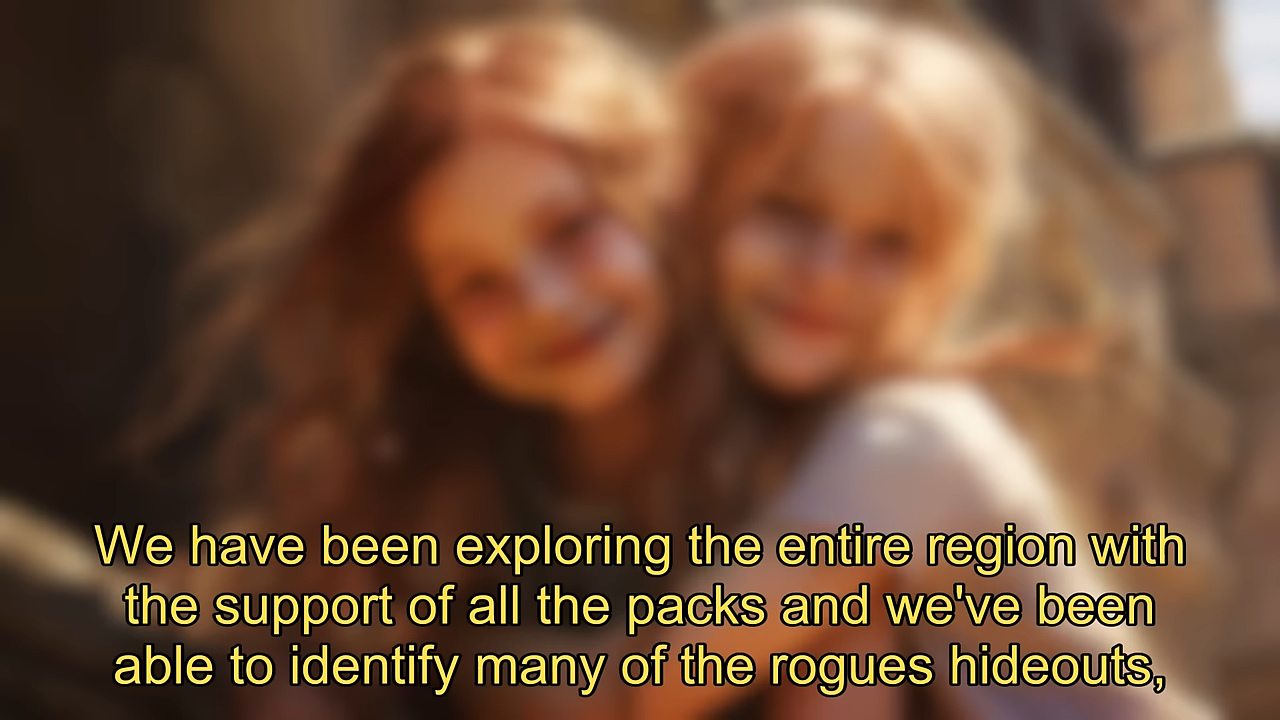 We have been exploring the entire region with
the support of all the packs and we've been
able to identify many of the rogues hideouts,